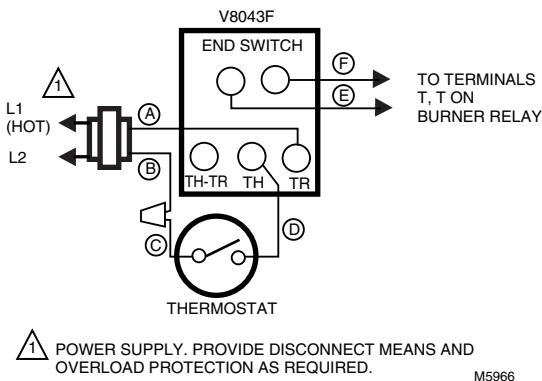 V8043F
END SWITCH
F
E
TO TERMINALS
T, T ON
BURNER RELAY
1
L1
(HOT)
L2
A
B
TH-TR TH TR
C
D
THERMOSTAT
1 POWER SUPPLY. PROVIDE DISCONNECT MEANS AND
OVERLOAD PROTECTION AS REQUIRED.
M5966